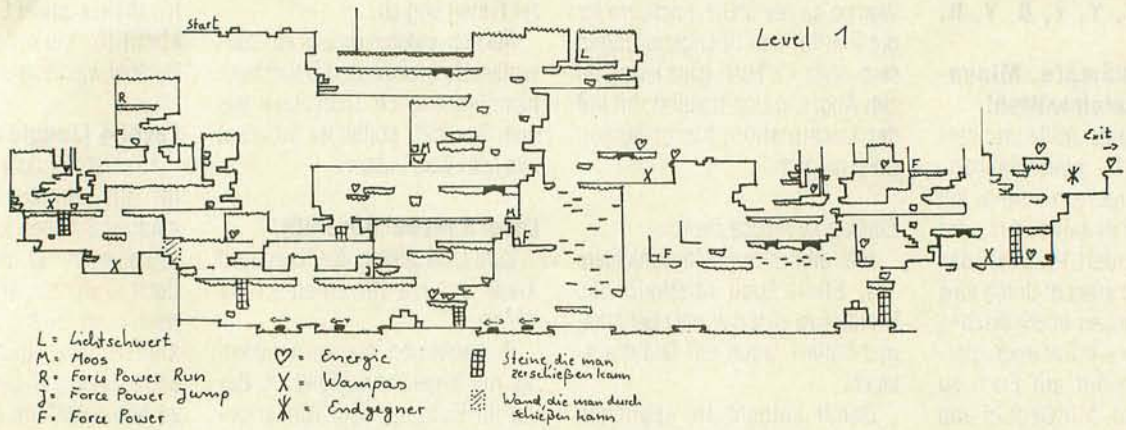 Start
Level 1
L
R
M
F
X
Exit →
M
F
F
X
J
X
L = Lichtschwert
M = Moos
R = Force Power Run
J = Force Power Jump
F = Force Power
♡ = Energie
X = Wampas
= Endgegner
Steine, die man
zerschießen kann
Wand, die man durch
schießen kann